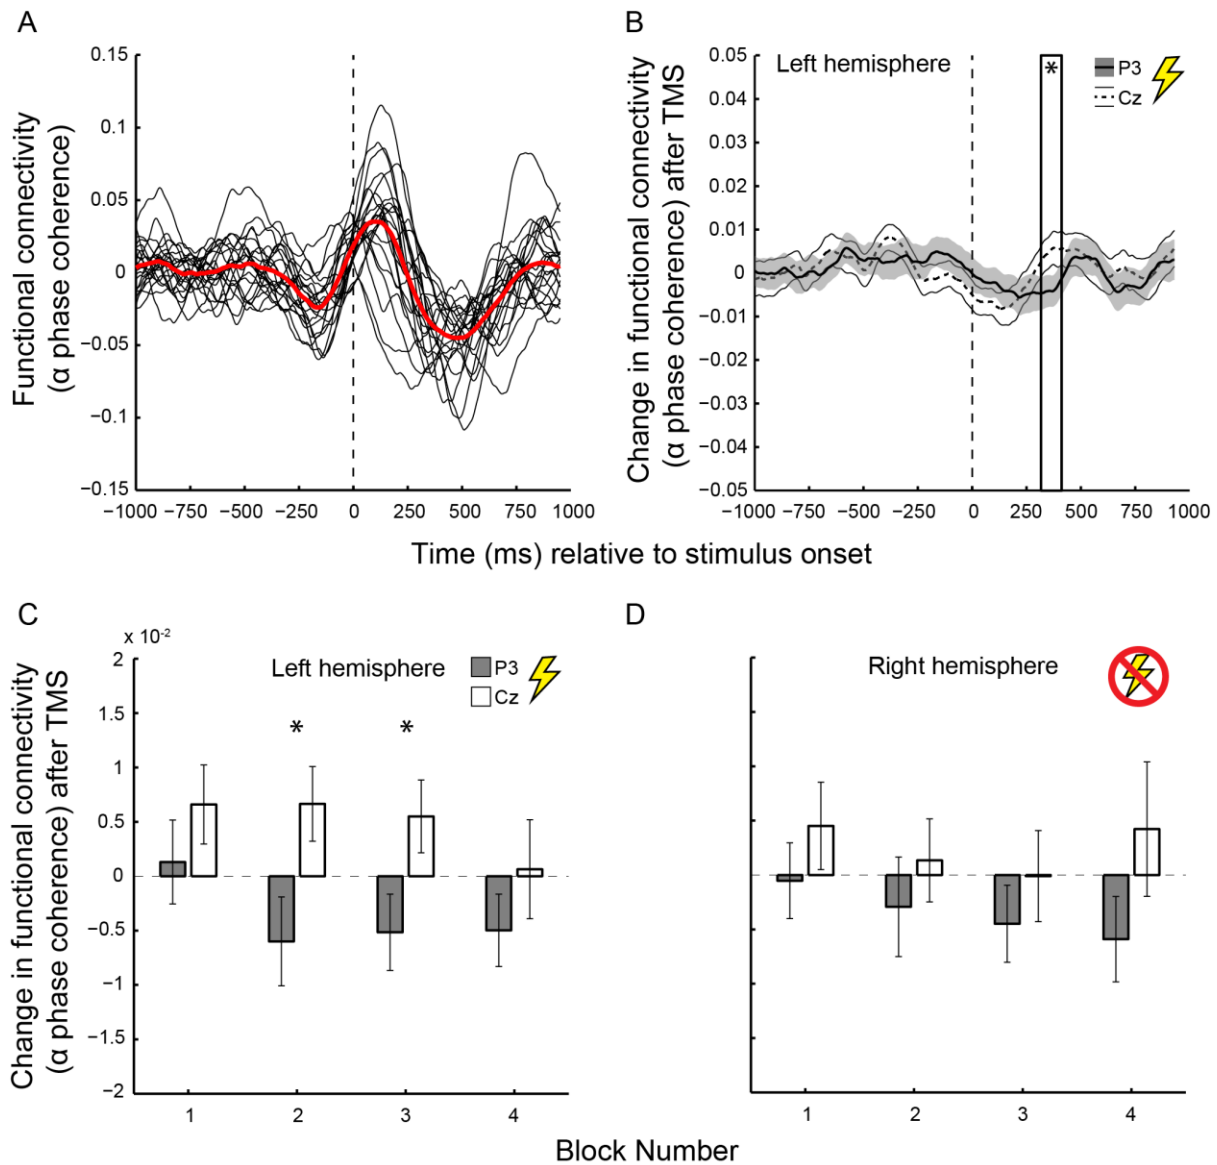 A
Functional connectivity
(α phase coherence)
0.15
0.1
0.05
0
−0.05
−0.1
−0.15
−1000 −750 −500 −250 0 250 500 750 1000
B
Change in functional connectivity
(α phase coherence) after TMS
Left hemisphere
*
P3
Cz
0.05
0.04
0.03
0.02
0.01
0
−0.01
−0.02
−0.03
−0.04
−0.05
−1000 −750 −500 −250 0 250 500 750 1000
Time (ms) relative to stimulus onset
C
Change in functional connectivity
(α phase coherence) after TMS
x 10⁻²
Left hemisphere
P3
Cz
* *
2
1
0.5
0
−0.5
−1
−2
1 2 3 4
D
Right hemisphere
1 2 3 4
Block Number